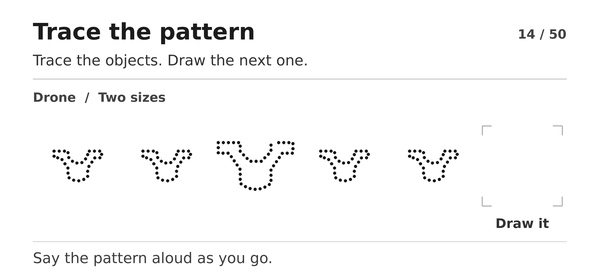 Trace the pattern
14 / 50
Trace the objects. Draw the next one.
Drone / Two sizes
Draw it
Say the pattern aloud as you go.